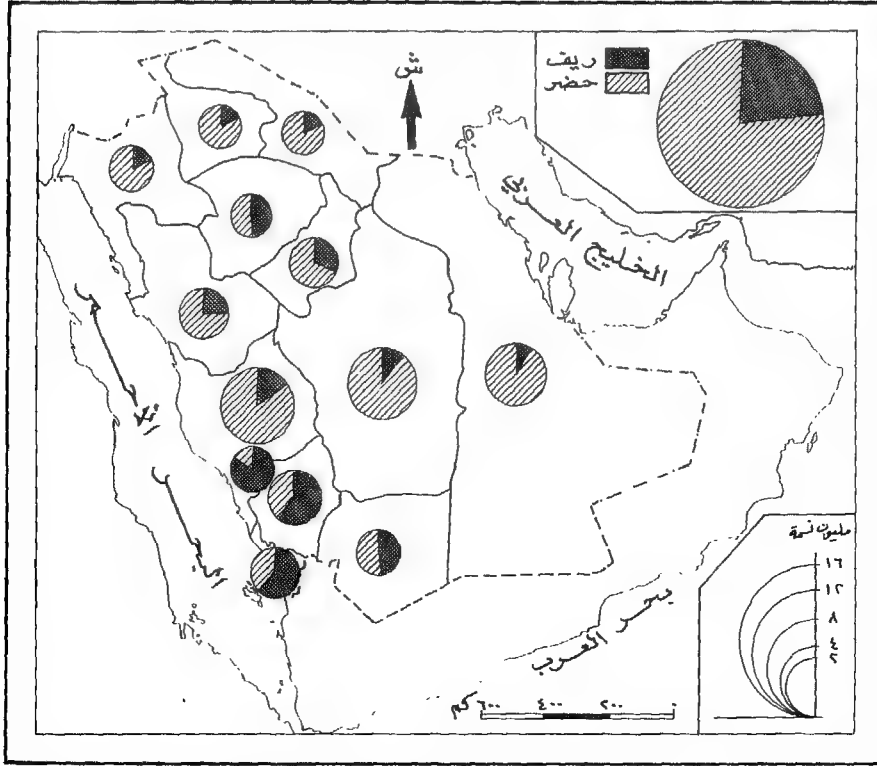 ريف
حضر
ش
الخليج العربي
البحر
الأحمر
بحر العرب
مليون نسمة
١٦
١٢
٨
٤
٢
٦٠٠ ٤٠٠ ٢٠٠ ٠ كم